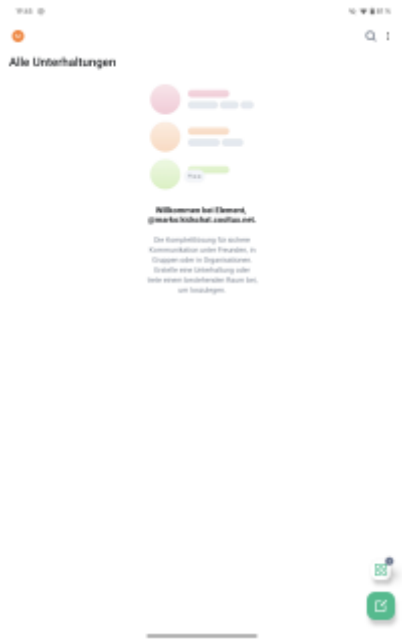 Alle Unterhaltungen
Willkommen bei Element,
Die Komplettlösung für sichere
Kommunikation unter Freunden, in
Gruppen oder in Organisationen.
Erstelle eine Unterhaltung oder
trete einem bestehenden Raum bei,
um loszulegen.